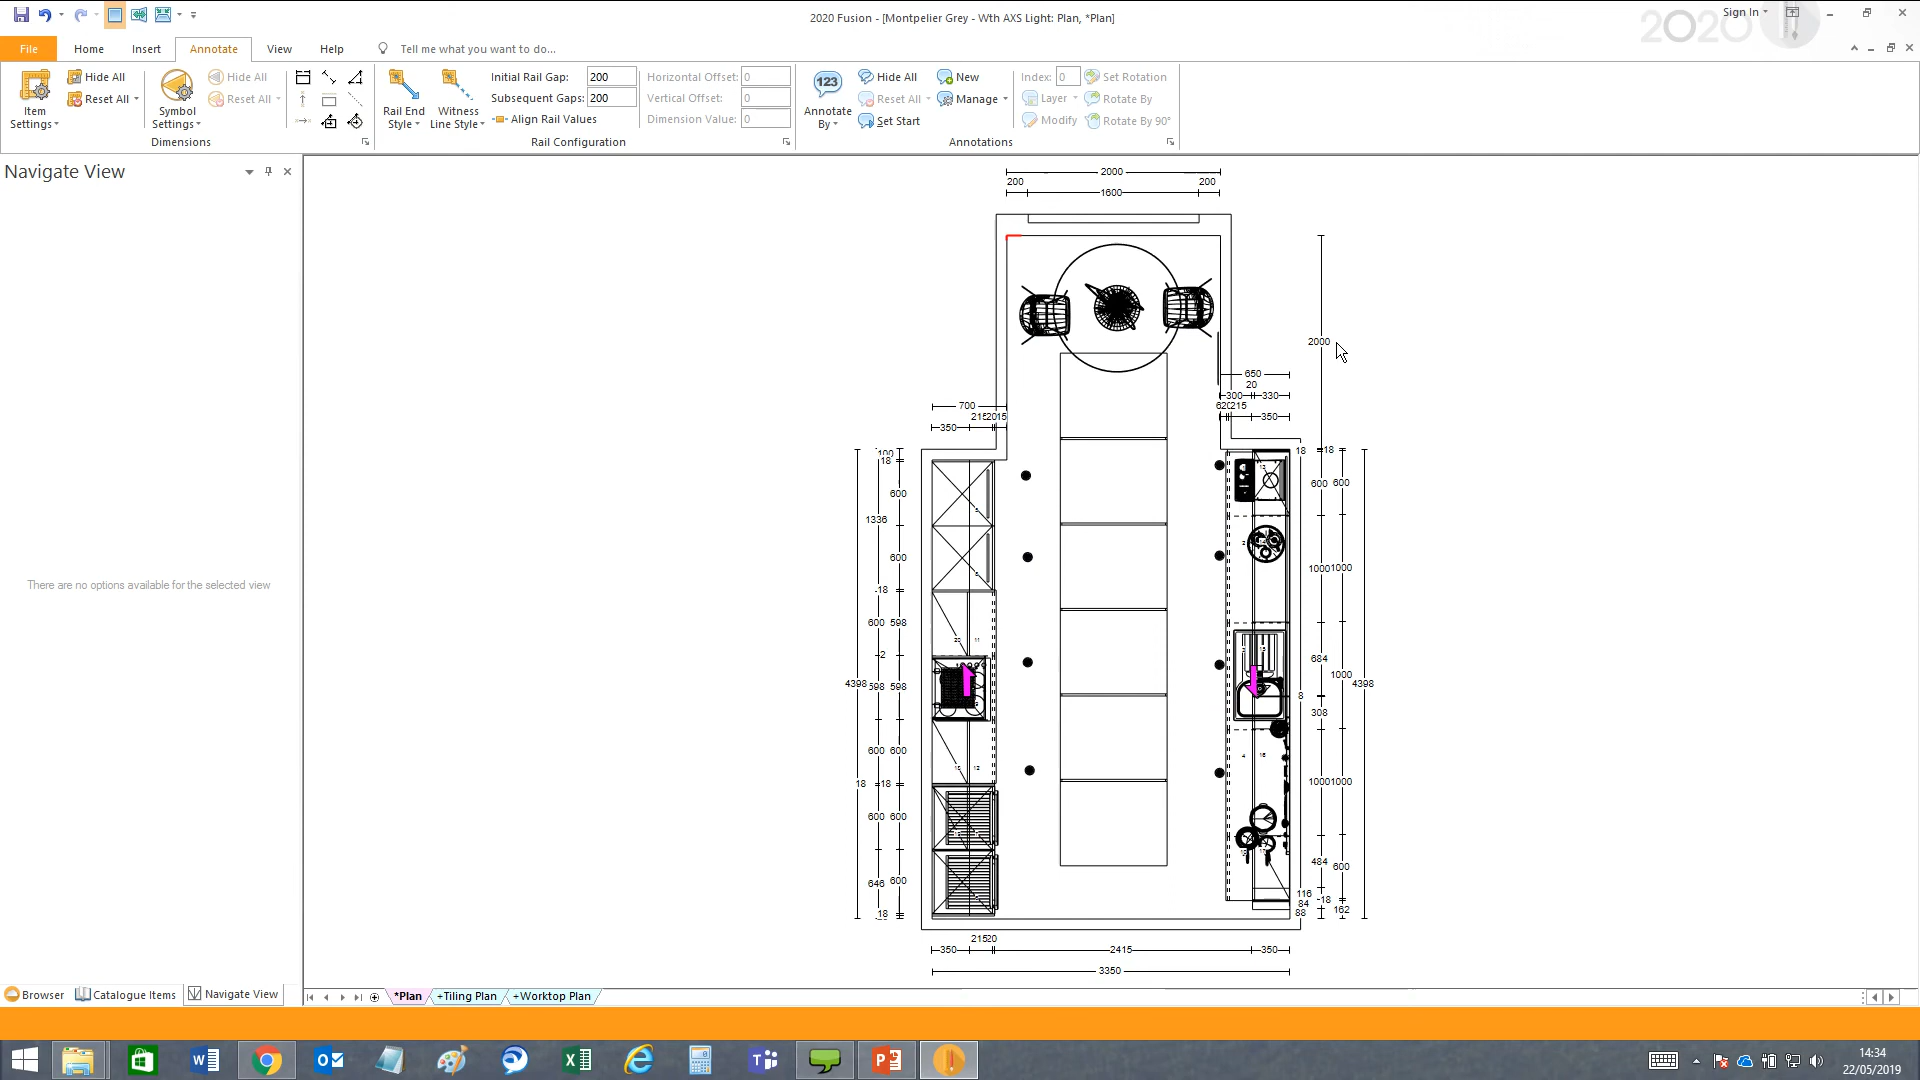 2020 Fusion - [Montpelier Grey - Wth AXS Light: Plan, *Plan]
Sign In
2020
File
Home
Insert
Annotate
View
Help
Tell me what you want to do...
Item Settings
Hide All
Reset All
Symbol Settings
Hide All
Reset All
Dimensions
Rail End Style
Witness Line Style
Initial Rail Gap: 200
Subsequent Gaps: 200
Align Rail Values
Horizontal Offset: 0
Vertical Offset: 0
Dimension Value: 0
Rail Configuration
123
Annotate By
Hide All
Reset All
Set Start
New
Manage
Index: 0
Layer
Modify
Set Rotation
Rotate By
Rotate By 90°
Annotations
Navigate View
There are no options available for the selected view
2000
200
200
1600
2000
650
20
300
330
215
350
700
350
18
600
1336
600
-18
600 598
-2
4398 598 598
600 600
18 -18
600 600
646 600
18
18 -18
600 600
1000 1000
684
1000
8
4398
308
1000 1000
484 600
116
84 -18
88 162
350
2415
350
3350
Browser
Catalogue Items
Navigate View
*Plan
+Tiling Plan
+Worktop Plan
14:34
22/05/2019